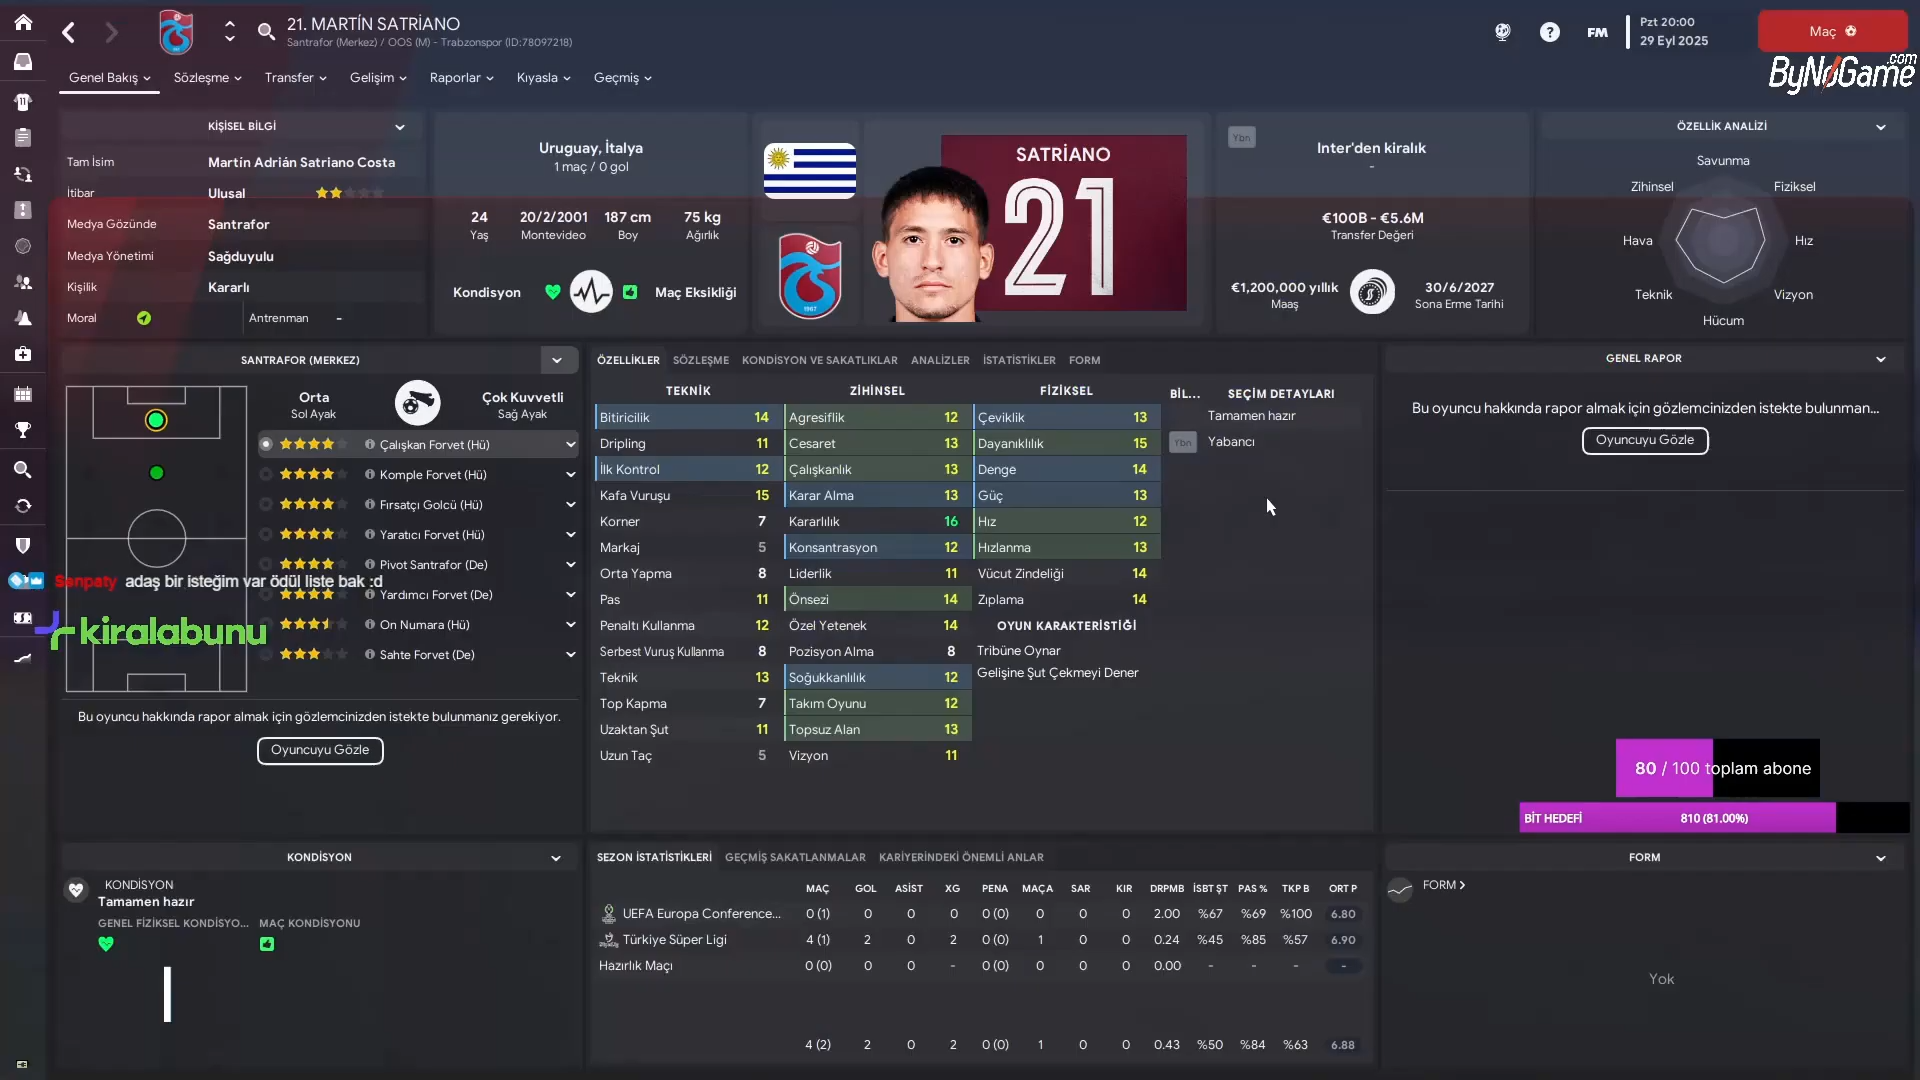 21. MARTÍN SATRİANO
Santrafor (Merkez) / OOS (M) - Trabzonspor (ID:78097218)
FM
Pzt 20:00
29 Eyl 2025
Maç
ByNoGame.com
Genel Bakış
Sözleşme
Transfer
Gelişim
Raporlar
Kıyasla
Geçmiş
KİŞİSEL BİLGİ
Tam İsim Martín Adrián Satriano Costa
İtibar Ulusal
Medya Gözünde Santrafor
Medya Yönetimi Sağduyulu
Kişilik Kararlı
Moral
Antrenman -
Uruguay, İtalya
1 maç / 0 gol
24 20/2/2001 187 cm 75 kg
Yaş Montevideo Boy Ağırlık
Kondisyon Maç Eksikliği
SATRİANO
21
Ybn
Inter'den kiralık
-
€100B - €5.6M
Transfer Değeri
€1,200,000 yıllık
Maaş
30/6/2027
Sona Erme Tarihi
ÖZELLİK ANALİZİ
Savunma
Zihinsel Fiziksel
Hava Hız
Teknik Vizyon
Hücum
SANTRAFOR (MERKEZ)
Orta
Sol Ayak
Çok Kuvvetli
Sağ Ayak
Çalışkan Forvet (Hü)
Komple Forvet (Hü)
Fırsatçı Golcü (Hü)
Yaratıcı Forvet (Hü)
Pivot Santrafor (De)
Yardımcı Forvet (De)
On Numara (Hü)
Sahte Forvet (De)
Senpaty adaş bir isteğim var ödül liste bak :d
kiralabunu
Bu oyuncu hakkında rapor almak için gözlemcinizden istekte bulunmanız gerekiyor.
Oyuncuyu Gözle
ÖZELLİKLER SÖZLEŞME KONDİSYON VE SAKATLIKLAR ANALİZLER İSTATİSTİKLER FORM
TEKNİK
Bitiricilik 14
Dripling 11
İlk Kontrol 12
Kafa Vuruşu 15
Korner 7
Markaj 5
Orta Yapma 8
Pas 11
Penaltı Kullanma 12
Serbest Vuruş Kullanma 8
Teknik 13
Top Kapma 7
Uzaktan Şut 11
Uzun Taç 5
ZİHİNSEL
Agresiflik 12
Cesaret 13
Çalışkanlık 13
Karar Alma 13
Kararlılık 16
Konsantrasyon 12
Liderlik 11
Önsezi 14
Özel Yetenek 14
Pozisyon Alma 8
Soğukkanlılık 12
Takım Oyunu 12
Topsuz Alan 13
Vizyon 11
FİZİKSEL
Çeviklik 13
Dayanıklılık 15
Denge 14
Güç 13
Hız 12
Hızlanma 13
Vücut Zindeliği 14
Zıplama 14
OYUN KARAKTERİSTİĞİ
Tribüne Oynar
Gelişine Şut Çekmeyi Dener
BİL... SEÇİM DETAYLARI
Tamamen hazır
Ybn Yabancı
GENEL RAPOR
Bu oyuncu hakkında rapor almak için gözlemcinizden istekte bulunman...
Oyuncuyu Gözle
80 / 100 toplam abone
BİT HEDEFİ 810 (81.00%)
KONDİSYON
KONDİSYON
Tamamen hazır
GENEL FİZİKSEL KONDİSYO... MAÇ KONDİSYONU
SEZON İSTATİSTİKLERİ GEÇMİŞ SAKATLANMALAR KARİYERİNDEKİ ÖNEMLİ ANLAR
MAÇ GOL ASİST XG PENA MAÇA SAR KIR DRPMB İSBT ŞT PAS % TKP B ORT P
UEFA Europa Conference... 0 (1) 0 0 0 0 (0) 0 0 0 2.00 %67 %69 %100 6.80
Türkiye Süper Ligi 4 (1) 2 0 2 0 (0) 1 0 0 0.24 %45 %85 %57 6.90
Hazırlık Maçı 0 (0) 0 0 - 0 (0) 0 0 0 0.00 - - - -
4 (2) 2 0 2 0 (0) 1 0 0 0.43 %50 %84 %63 6.88
FORM
FORM
Yok